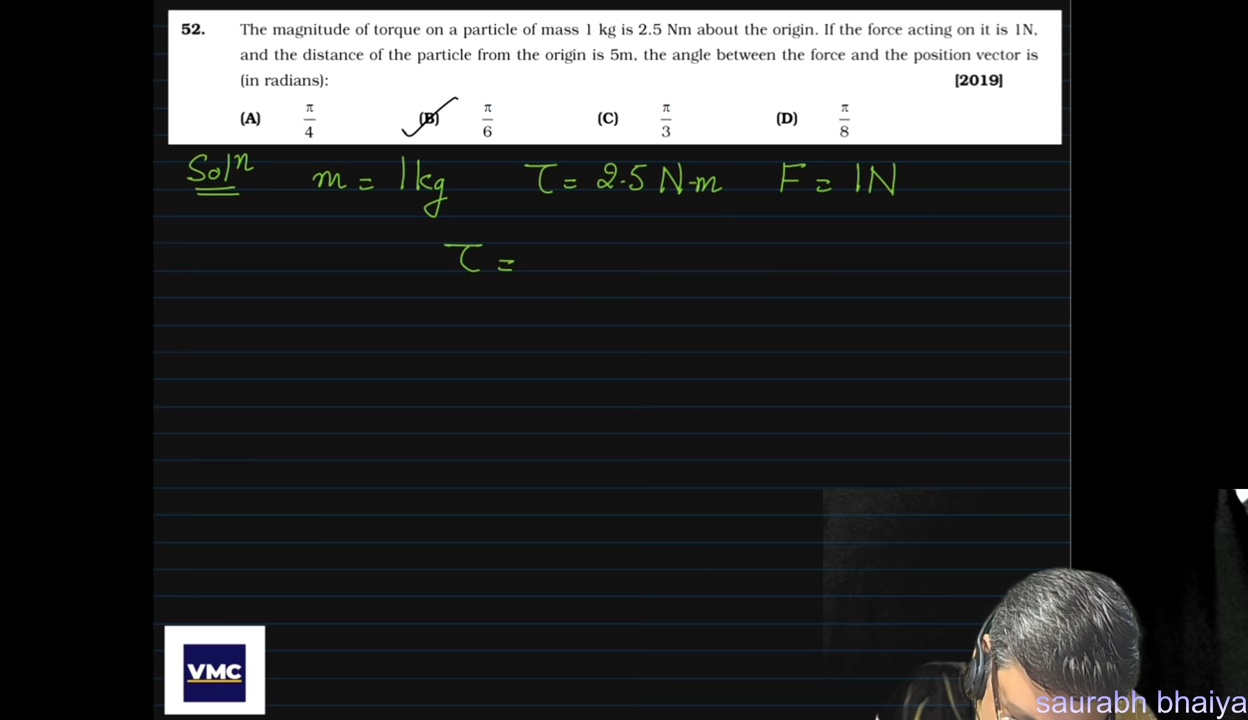 52. The magnitude of torque on a particle of mass 1 kg is 2.5 Nm about the origin. If the force acting on it is 1N,
and the distance of the particle from the origin is 5m, the angle between the force and the position vector is
(in radians): [2019]
(A) π/4 (B) π/6 (C) π/3 (D) π/8
Solⁿ m = 1kg τ = 2.5 N-m F = 1N
τ =
VMC
saurabh bhaiya